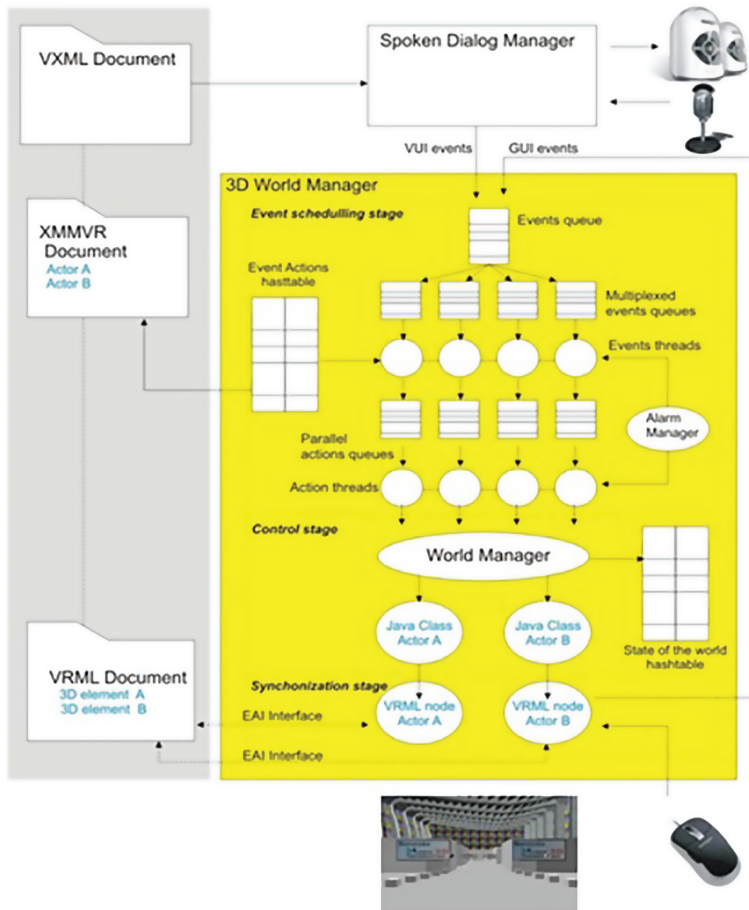 VXML Document
Spoken Dialog Manager
VUI events
GUI events
3D World Manager
Event schedulling stage
Events queue
XMMVR
Document
Actor A
Actor B
Event Actions
hasttable
Multiplexed
events queues
Events threads
Alarm
Manager
Parallel
actions queues
Action threads
Control stage
World Manager
Java Class
Actor A
Java Class
Actor B
State of the world
hashtable
VRML Document
3D element A
3D element B
Synchonization stage
VRML node
Actor A
VRML node
Actor B
EAI Interface
EAI Interface